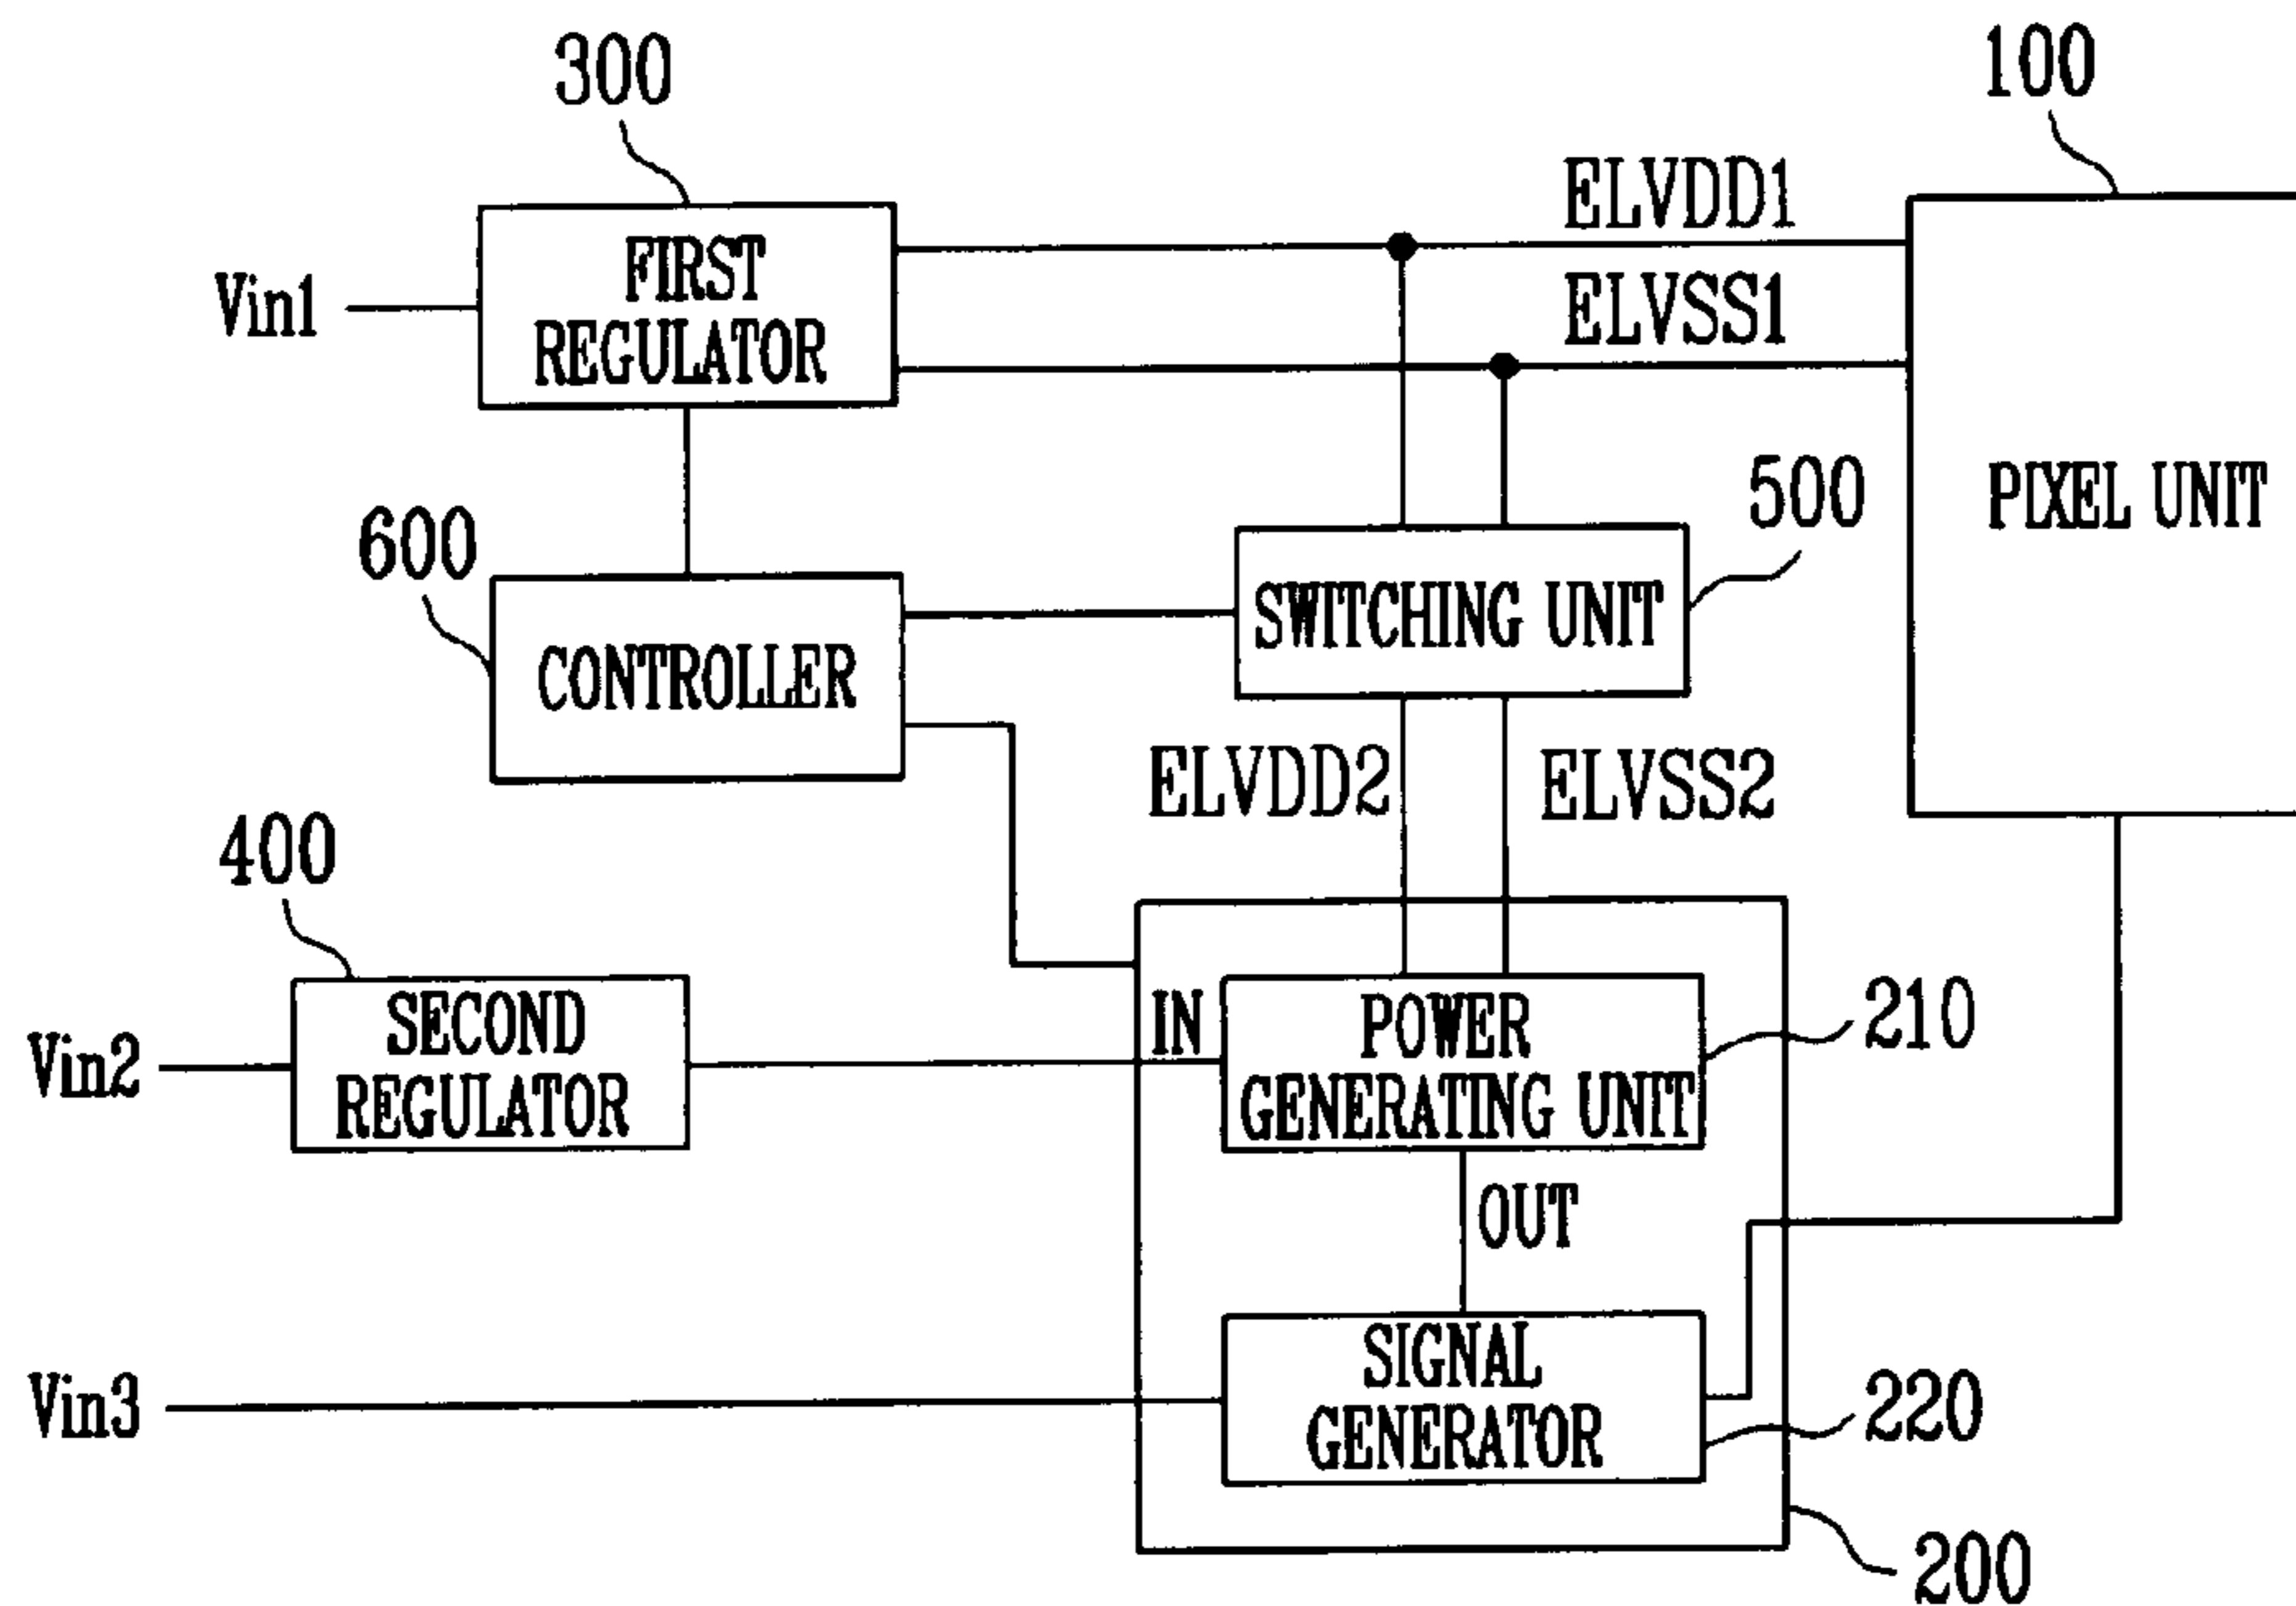 300
100
ELVDD1
FIRST
REGULATOR
Vin1
ELVSS1
500
PIXEL UNIT
600
SWITCHING UNIT
CONTROLLER
ELVDD2
ELVSS2
400
SECOND
REGULATOR
Vin2
IN
POWER
GENERATING UNIT
210
OUT
SIGNAL
GENERATOR
Vin3
220
200